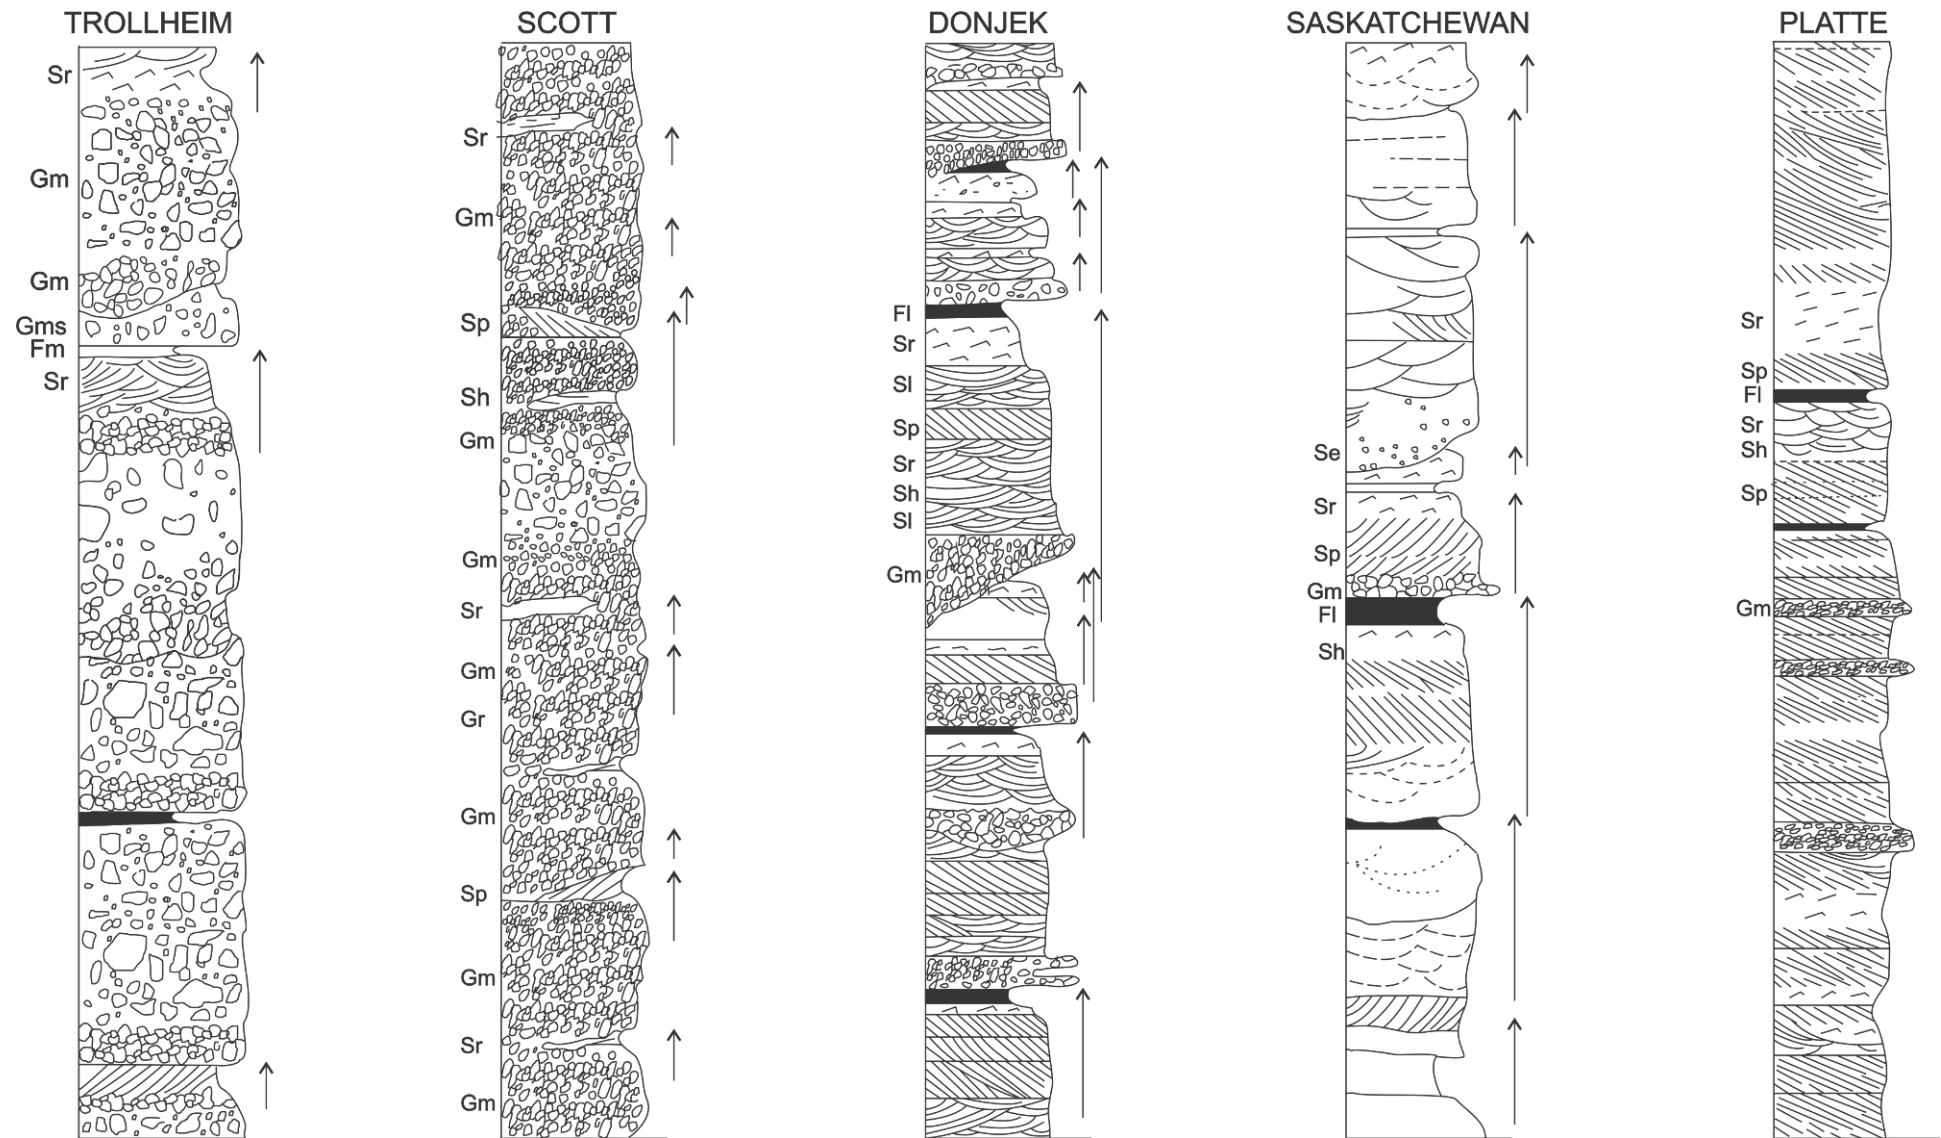 TROLLHEIM
Sr
Gm
Gm
Gms
Fm
Sr
SCOTT
Sr
Gm
Sp
Sh
Gm
Gm
Sr
Gm
Gr
Gm
Sp
Gm
Sr
Gm
DONJEK
Fl
Sr
Sl
Sp
Sr
Sh
Sl
Gm
SASKATCHEWAN
Se
Sr
Sp
Gm
Fl
Sh
PLATTE
Sr
Sp
Fl
Sr
Sh
Sp
Gm